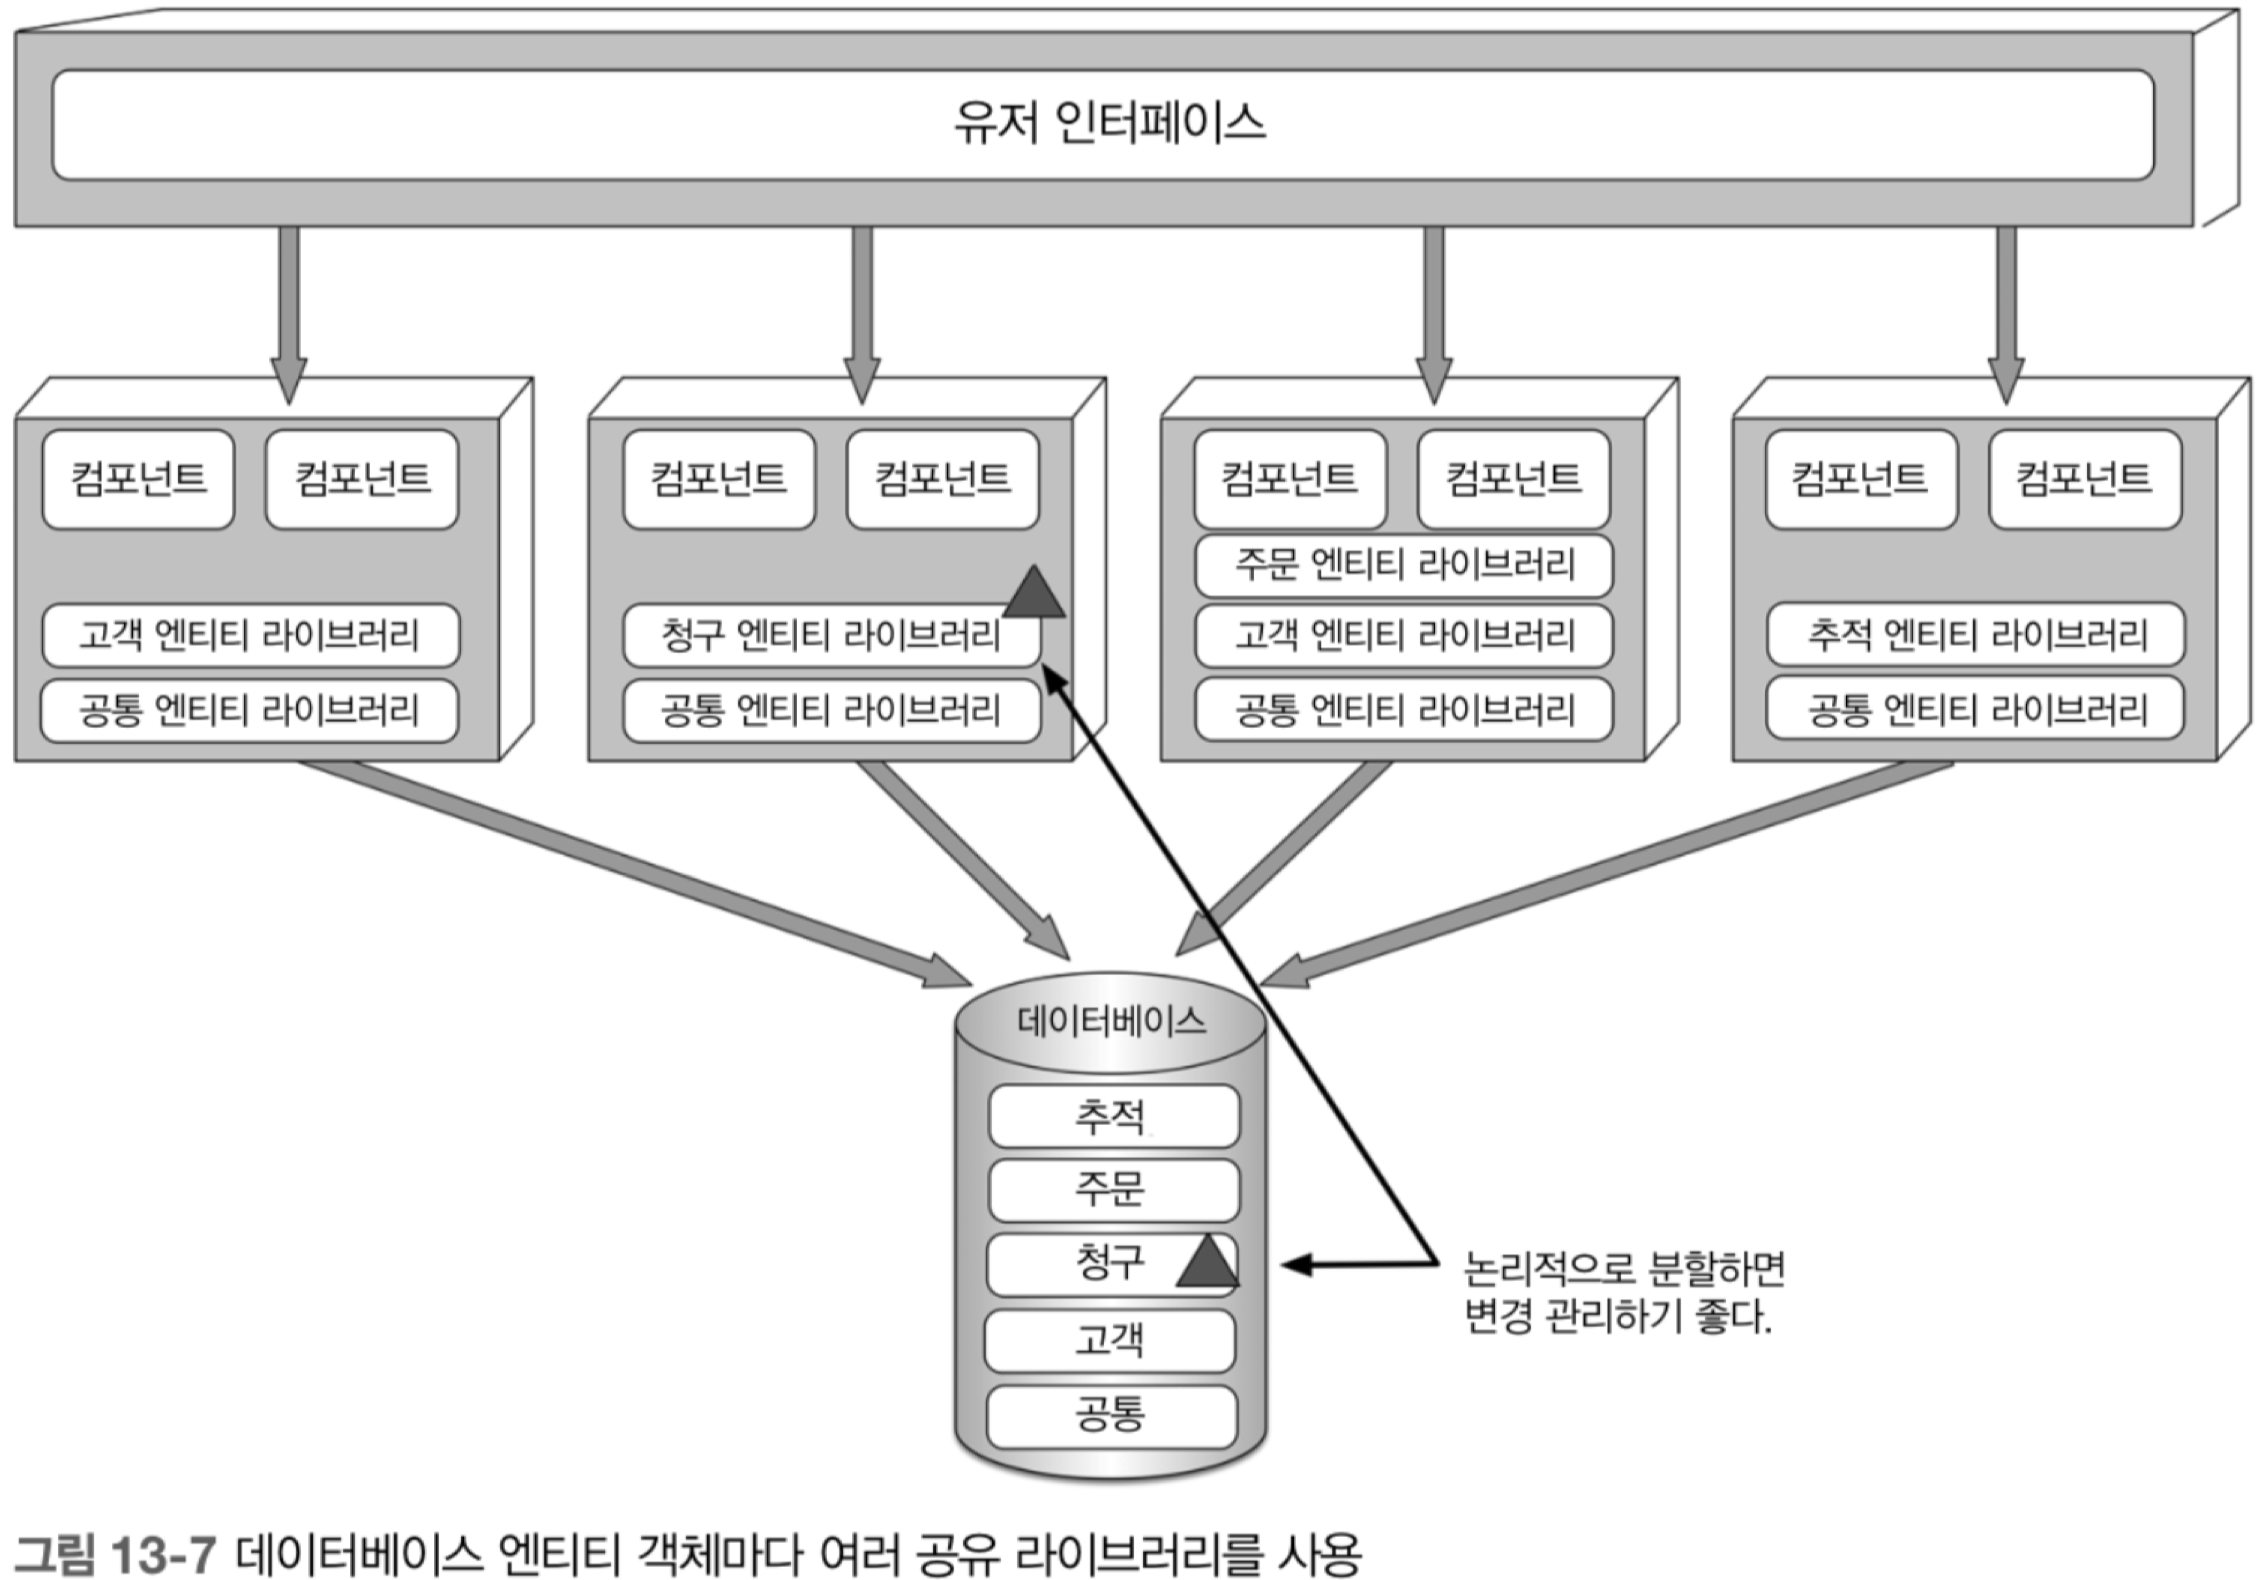 유저 인터페이스
컴포넌트 컴포넌트
고객 엔티티 라이브러리
공통 엔티티 라이브러리
컴포넌트 컴포넌트
청구 엔티티 라이브러리
공통 엔티티 라이브러리
컴포넌트 컴포넌트
주문 엔티티 라이브러리
고객 엔티티 라이브러리
공통 엔티티 라이브러리
컴포넌트 컴포넌트
추적 엔티티 라이브러리
공통 엔티티 라이브러리
데이터베이스
추적
주문
청구
고객
공통
논리적으로 분할하면
변경 관리하기 좋다.
그림 13-7 데이터베이스 엔티티 객체마다 여러 공유 라이브러리를 사용